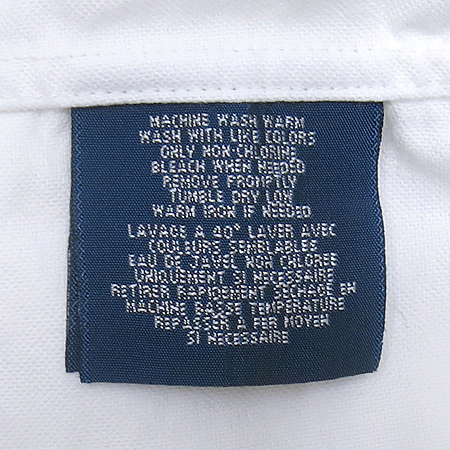 MACHINE WASH WARM
WASH WITH LIKE COLORS
ONLY NON-CHLORINE
BLEACH WHEN NEEDED
REMOVE PROMPTLY
TUMBLE DRY LOW
WARM IRON IF NEEDED
LAVAGE A 40° LAVER AVEC
COULEURS SEMBLABLES
EAU DE JAVEL NON CHLOREE
UNIQUEMENT SI NECESSAIRE
RETIRER RAPIDMENT SECHAGE EN
MACHINE BASSE TEMPERATURE
REPASSER A FER MOYEN
SI NECESSAIRE